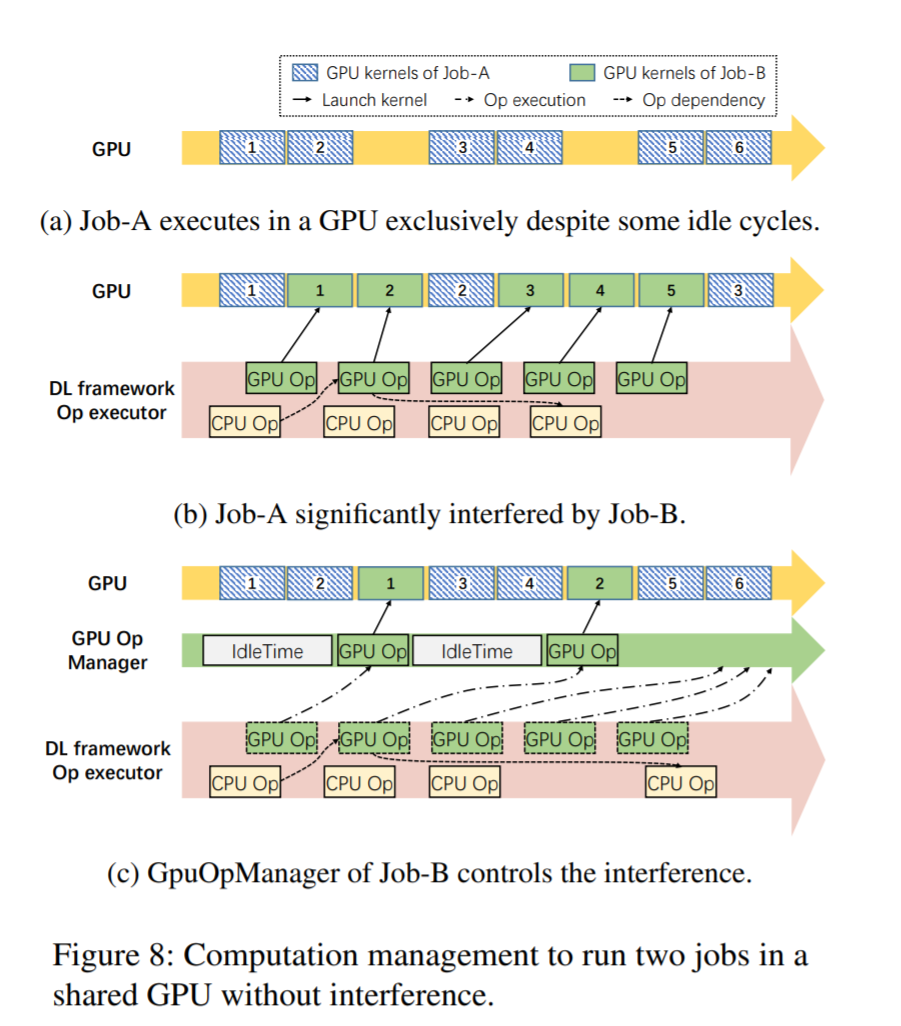 GPU kernels of Job-A GPU kernels of Job-B
Launch kernel Op execution Op dependency
GPU 1 2 3 4 5 6
(a) Job-A executes in a GPU exclusively despite some idle cycles.
GPU 1 1 2 2 3 4 5 3
DL framework
Op executor
GPU Op GPU Op GPU Op GPU Op GPU Op
CPU Op CPU Op CPU Op CPU Op
(b) Job-A significantly interfered by Job-B.
GPU 1 2 1 3 4 2 5 6
GPU Op
Manager
IdleTime GPU Op IdleTime GPU Op
DL framework
Op executor
GPU Op GPU Op GPU Op GPU Op GPU Op
CPU Op CPU Op CPU Op CPU Op
(c) GpuOpManager of Job-B controls the interference.
Figure 8: Computation management to run two jobs in a
shared GPU without interference.